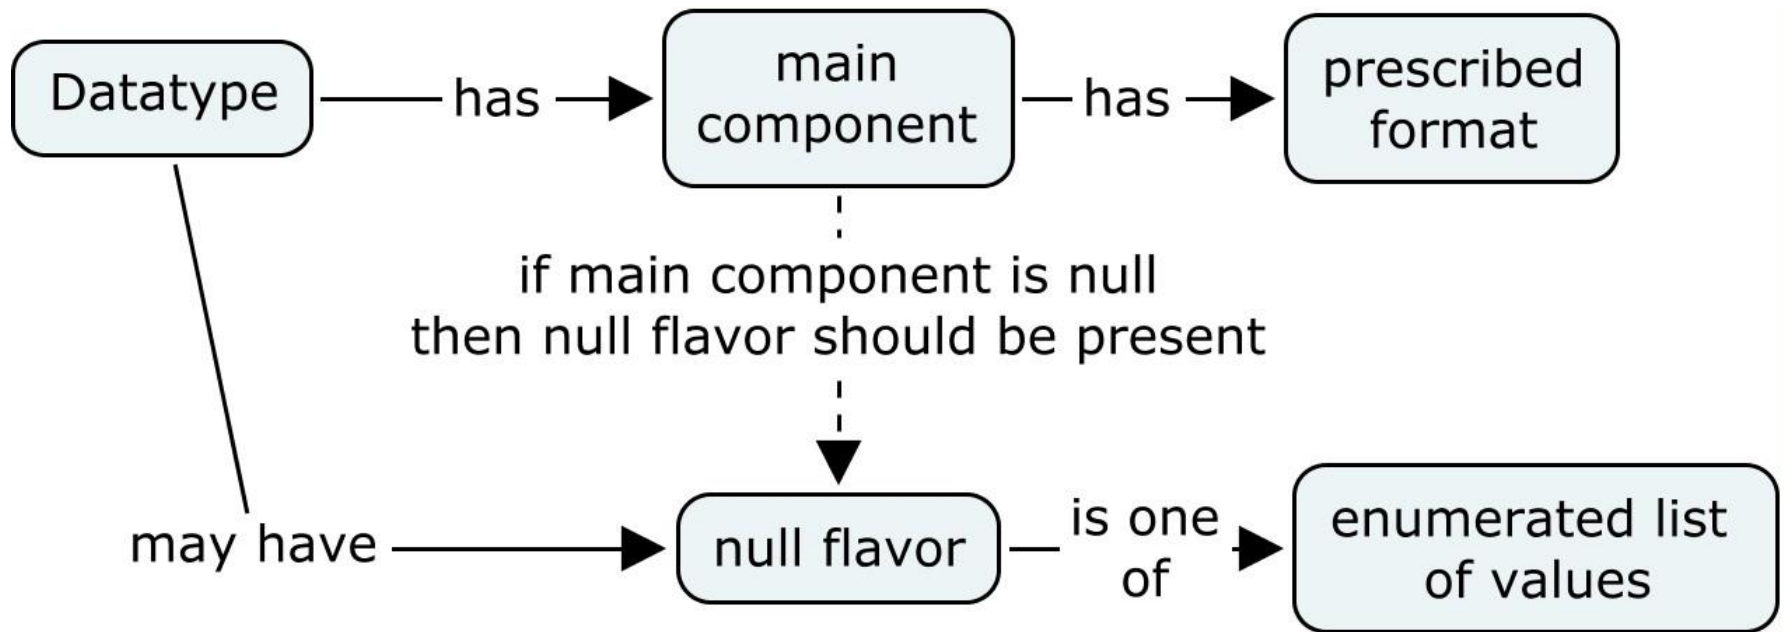 Datatype
has
main
component
has
prescribed
format
if main component is null
then null flavor should be present
may have
null flavor
is one
of
enumerated list
of values